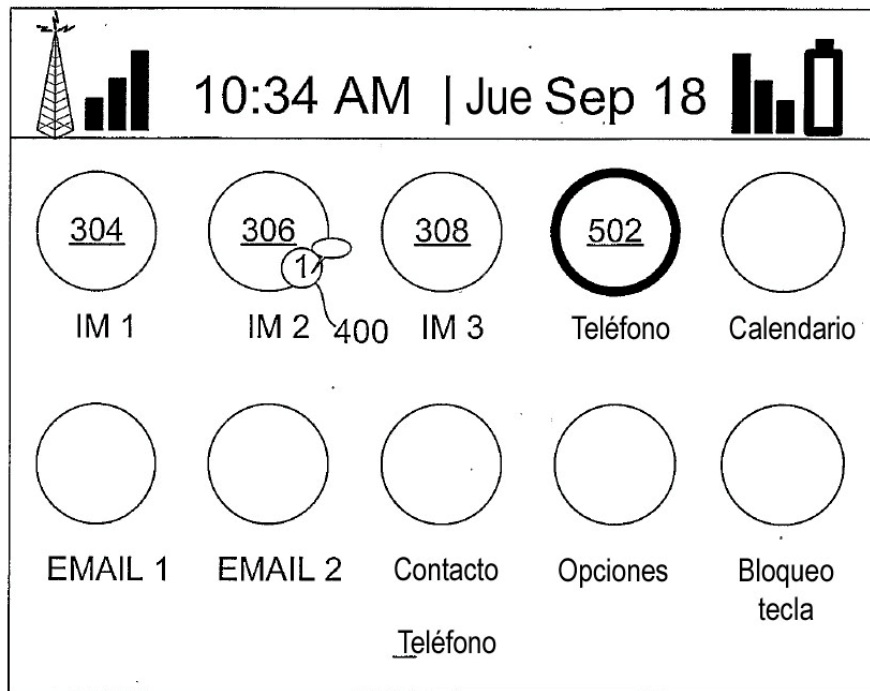 10:34 AM | Jue Sep 18
304 306 308 502
1
IM 1 IM 2 400 IM 3 Teléfono Calendario
EMAIL 1 EMAIL 2 Contacto Opciones Bloqueo
tecla
Teléfono